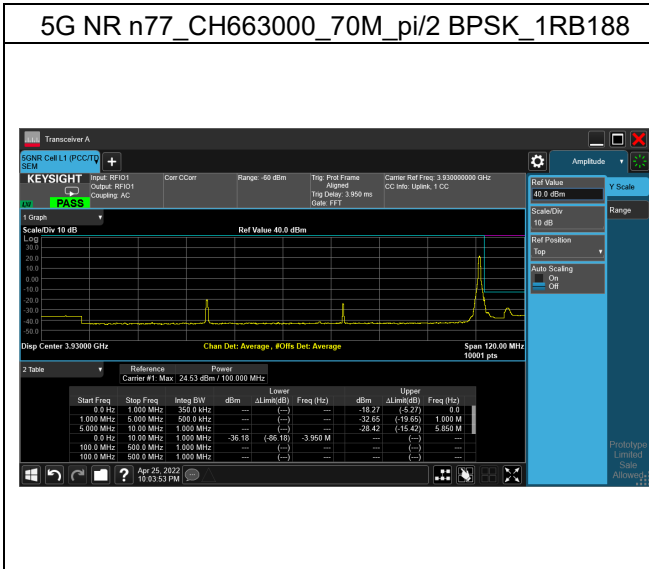 5G NR n77_CH663000_70M_pi/2 BPSK_1RB188
Transceiver A
5GNR Cell L1 (PCC/TD
SEM
Amplitude
KEYSIGHT
Input: RFIO1
Output: RFIO1
Coupling: AC
Corr CCorr
Range: -60 dBm
Trig: Prot Frame
Aligned
Trig Delay: 3.950 ms
Gate: FFT
Carrier Ref Freq: 3.930000000 GHz
CC Info: Uplink, 1 CC
LW
PASS
Ref Value
40.0 dBm
Y Scale
Scale/Div
10 dB
Range
Ref Position
Top
Auto Scaling
On
Off
1 Graph
Scale/Div 10 dB
Ref Value 40.0 dBm
Log
30.0
20.0
10.0
0.00
-10.0
-20.0
-30.0
-40.0
-50.0
Disp Center 3.93000 GHz
Chan Det: Average, #Offs Det: Average
Span 120.00 MHz
10001 pts
2 Table
Reference Power
Carrier #1: Max 24.53 dBm / 100.000 MHz
Lower Upper
Start Freq Stop Freq Integ BW dBm ΔLimit(dB) Freq (Hz) dBm ΔLimit(dB) Freq (Hz)
0.0 Hz 1.000 MHz 350.0 kHz --- (---) -18.27 (-5.27) 0.0
1.000 MHz 5.000 MHz 500.0 kHz --- (---) -32.65 (-19.65) 1.000 M
5.000 MHz 10.00 MHz 1.000 MHz --- (---) -28.42 (-15.42) 5.850 M
0.0 Hz 10.00 MHz 1.000 MHz -36.18 (-86.18) -3.950 M --- (---)
100.0 MHz 500.0 MHz 1.000 MHz --- (---) --- (---)
100.0 MHz 500.0 MHz 1.000 MHz --- (---) --- (---)
Prototype
Limited
Sale
Allowed
? Apr 25, 2022
10:03:53 PM